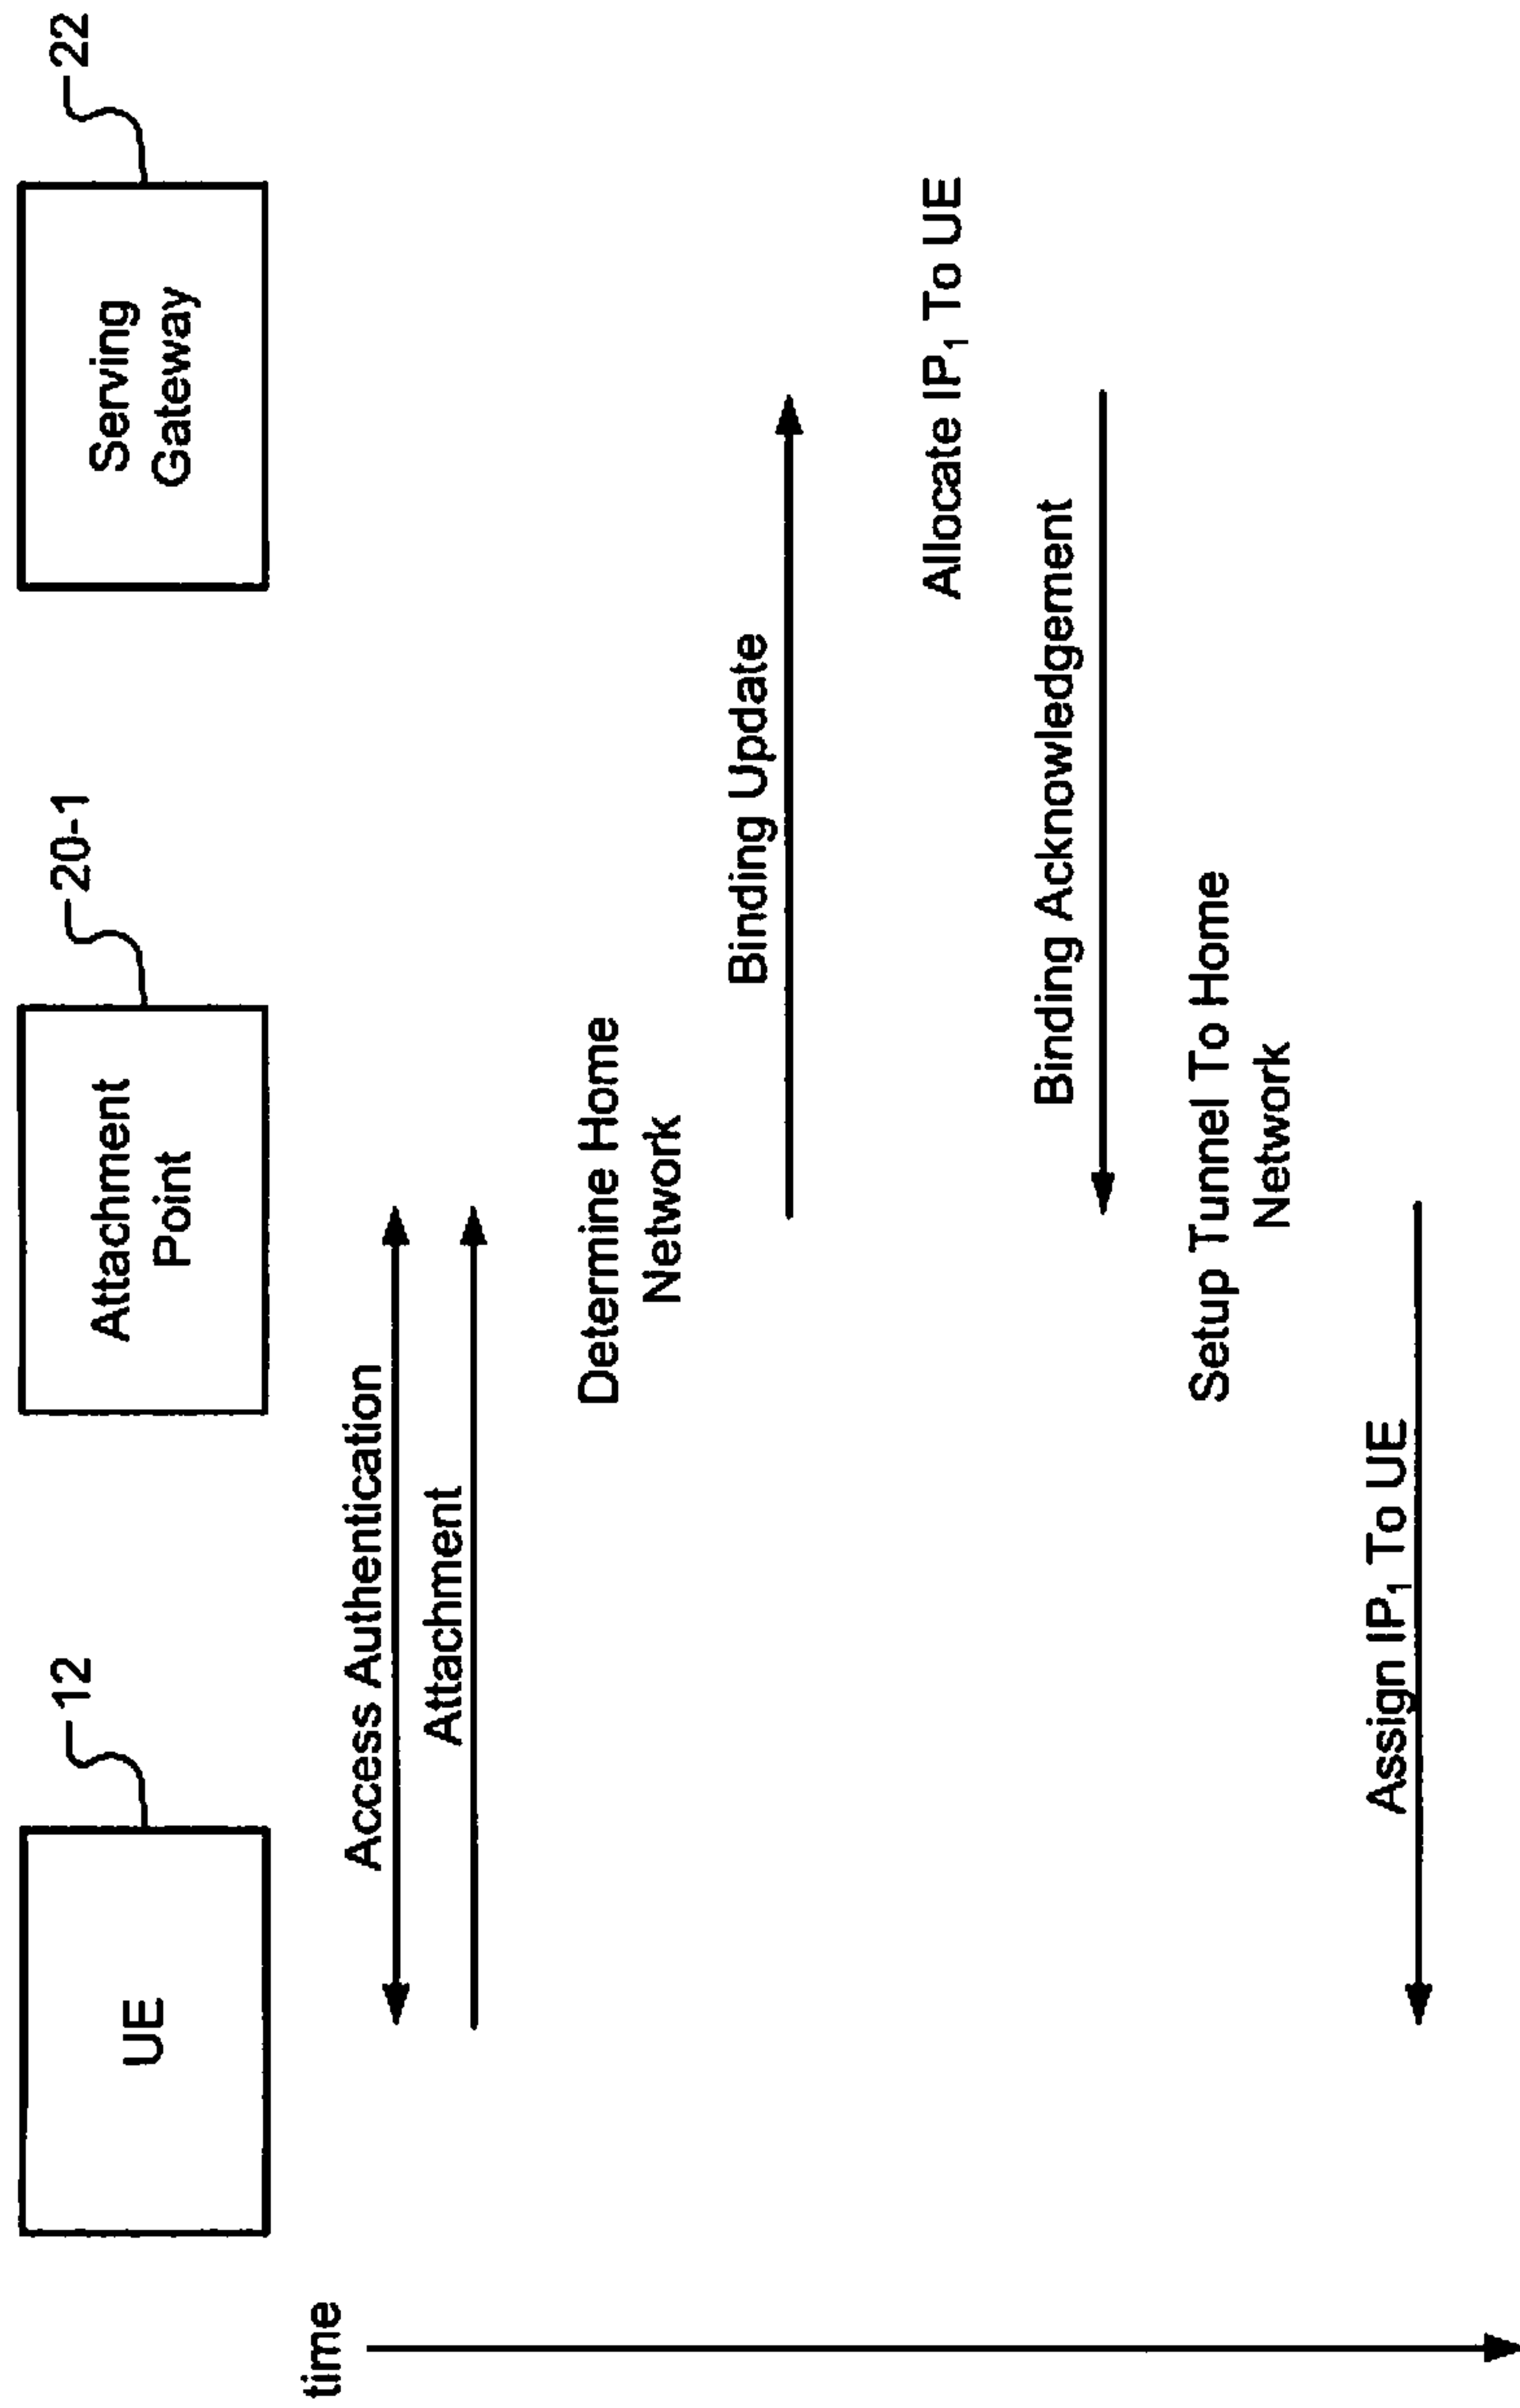 12
20-1
22
UE
Attachment
Point
Serving
Gateway
time
Access Authentication
Attachment
Determine Home
Network
Binding Update
Allocate IP₁ To UE
Binding Acknowledgement
Setup Tunnel To Home
Network
Assign IP₁ To UE